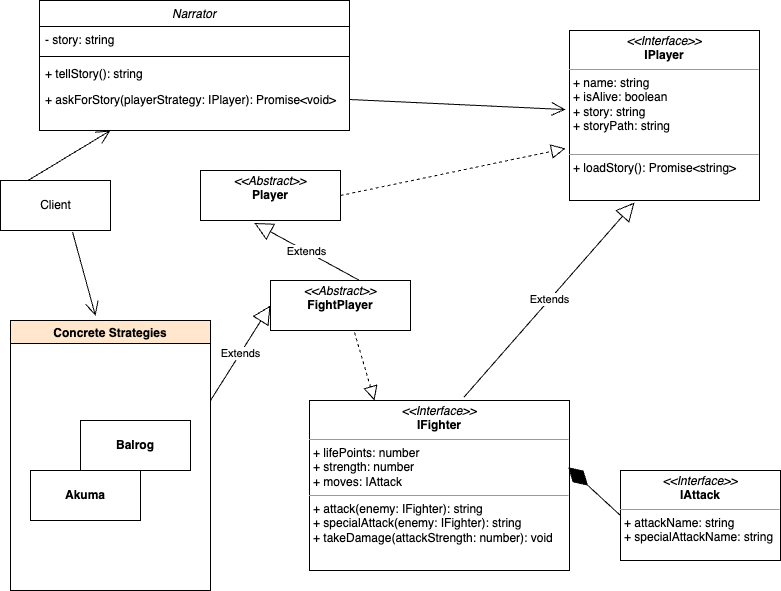 Narrator
- story: string
+ tellStory(): string
+ askForStory(playerStrategy: IPlayer): Promise<void>
<<Interface>>
IPlayer
+ name: string
+ isAlive: boolean
+ story: string
+ storyPath: string
+ loadStory(): Promise<string>
Client
<<Abstract>>
Player
Extends
<<Abstract>>
FightPlayer
Extends
Extends
Concrete Strategies
Balrog
Akuma
<<Interface>>
IFighter
+ lifePoints: number
+ strength: number
+ moves: IAttack
+ attack(enemy: IFighter): string
+ specialAttack(enemy: IFighter): string
+ takeDamage(attackStrength: number): void
<<Interface>>
IAttack
+ attackName: string
+ specialAttackName: string